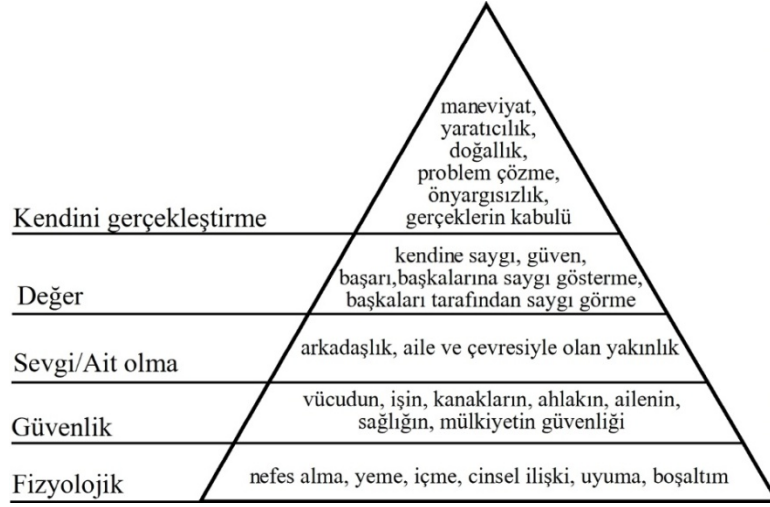 maneviyat,
yaratıcılık,
doğallık,
problem çözme,
önyargısızlık,
gerçeklerin kabulü
Kendini gerçekleştirme
kendine saygı, güven,
başarı,başkalarına saygı gösterme,
başkaları tarafından saygı görme
Değer
arkadaşlık, aile ve çevresiyle olan yakınlık
Sevgi/Ait olma
vücudun, işin, kanakların, ahlakın, ailenin,
sağlığın, mülkiyetin güvenliği
Güvenlik
nefes alma, yeme, içme, cinsel ilişki, uyuma, boşaltım
Fizyolojik